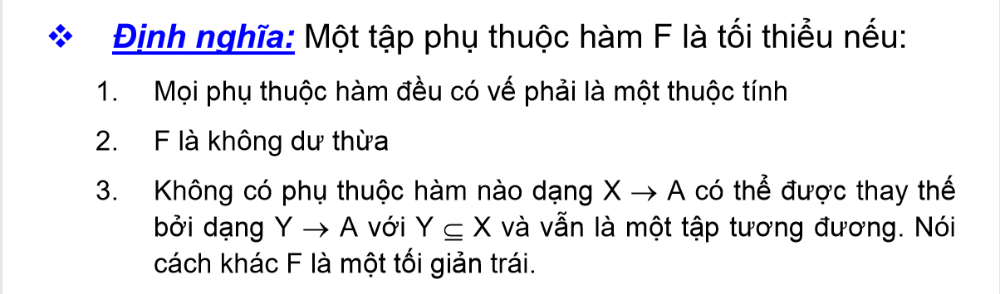 ❖ Định nghĩa: Một tập phụ thuộc hàm F là tối thiểu nếu:
1. Mọi phụ thuộc hàm đều có vế phải là một thuộc tính
2. F là không dư thừa
3. Không có phụ thuộc hàm nào dạng X → A có thể được thay thế
bởi dạng Y → A với Y ⊆ X và vẫn là một tập tương đương. Nói
cách khác F là một tối giản trái.